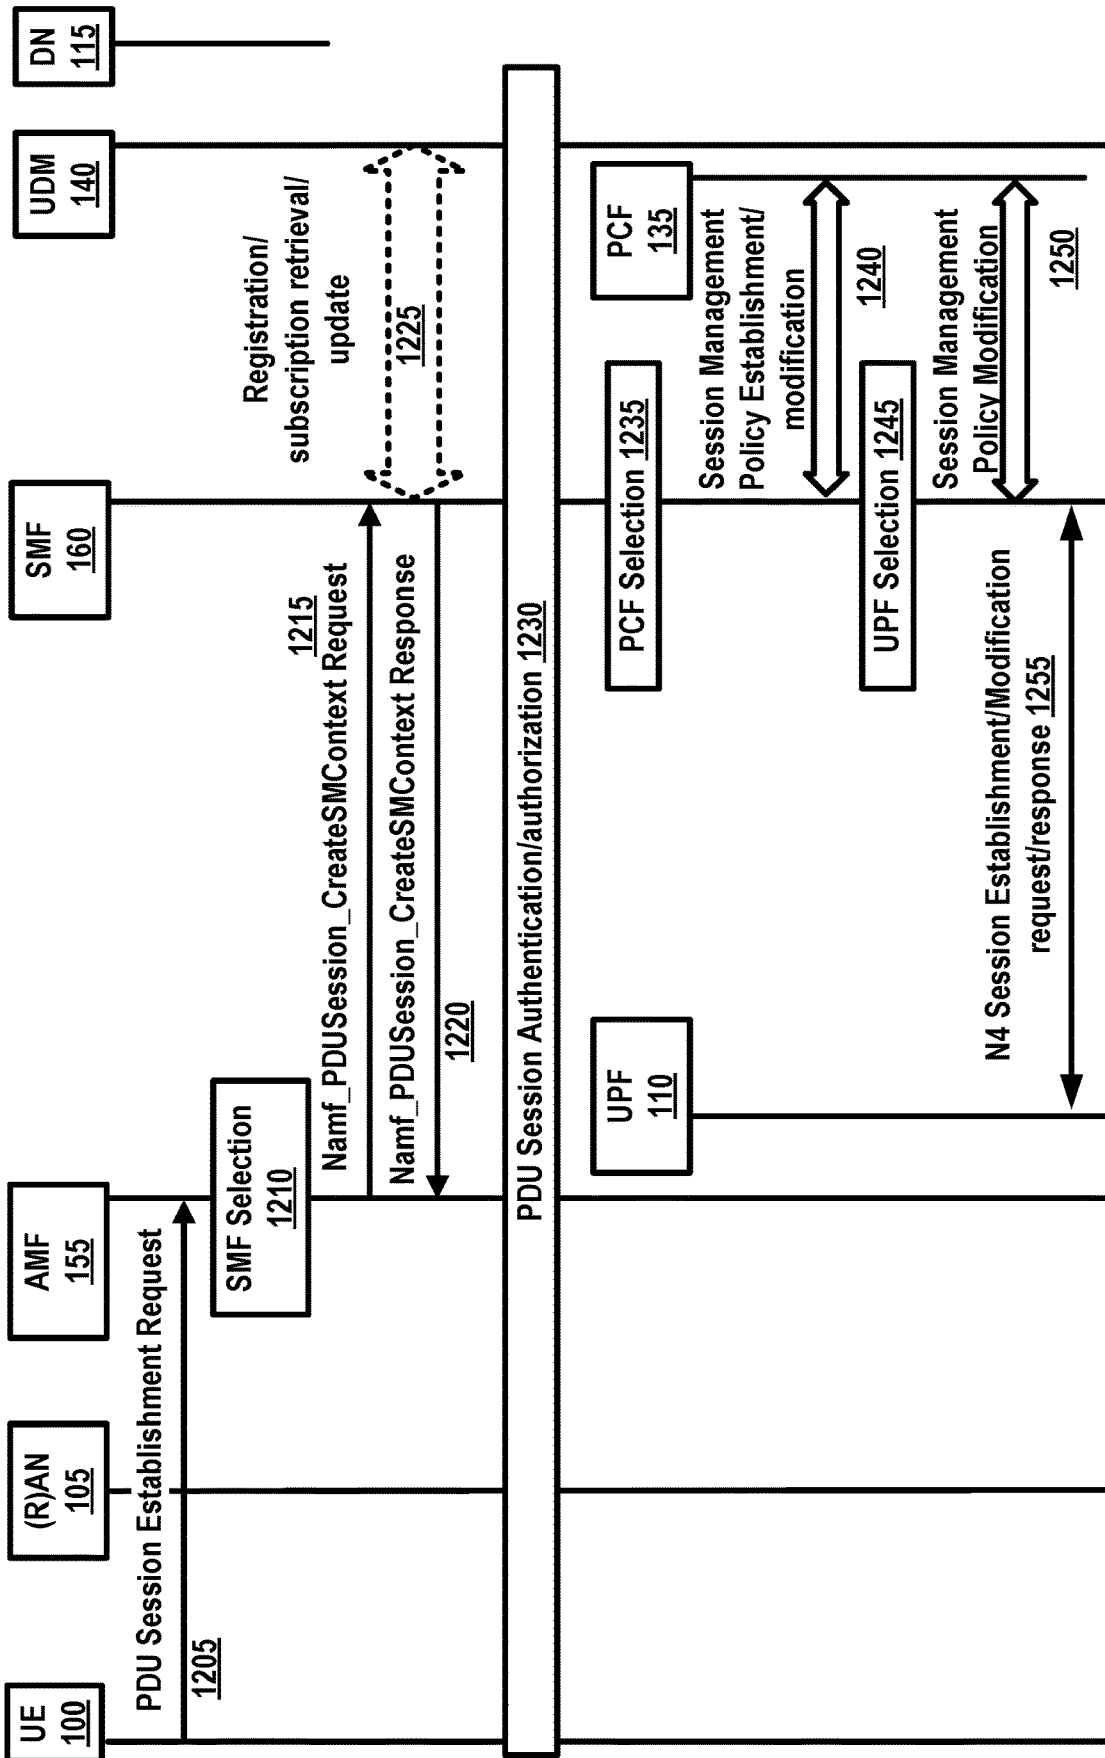 UE
100
(R)AN
105
AMF
155
SMF
160
UDM
140
DN
115
PDU Session Establishment Request
1205
SMF Selection
1210
1215
Namf_PDUSession_CreateSMContext Request
Namf_PDUSession_CreateSMContext Response
1220
Registration/
subscription retrieval/
update
1225
PDU Session Authentication/authorization 1230
UPF
110
PCF
135
PCF Selection 1235
Session Management
Policy Establishment/
modification
1240
UPF Selection 1245
Session Management
Policy Modification
1250
N4 Session Establishment/Modification
request/response 1255